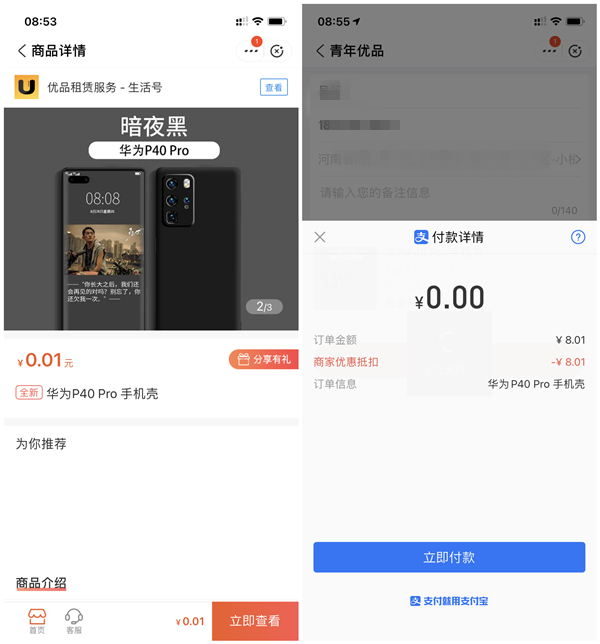 08:53
商品详情
1
优品租赁服务 - 生活号
查看
暗夜黑
华为P40 Pro
08:08
——“你长大之后，我们还
会再见的对吗？别忘了，你
还欠我一次。”——
2/3
¥0.01元
分享有礼
全新 华为P40 Pro 手机壳
为你推荐
商品介绍
首页
客服
¥0.01
立即查看
08:55
青年优品
1
18
河南
-小松
请输入您的备注信息
0/140
付款详情
¥0.00
订单金额 ¥ 8.01
商家优惠抵扣 -¥ 8.01
订单信息 华为P40 Pro 手机壳
立即付款
支付就用支付宝